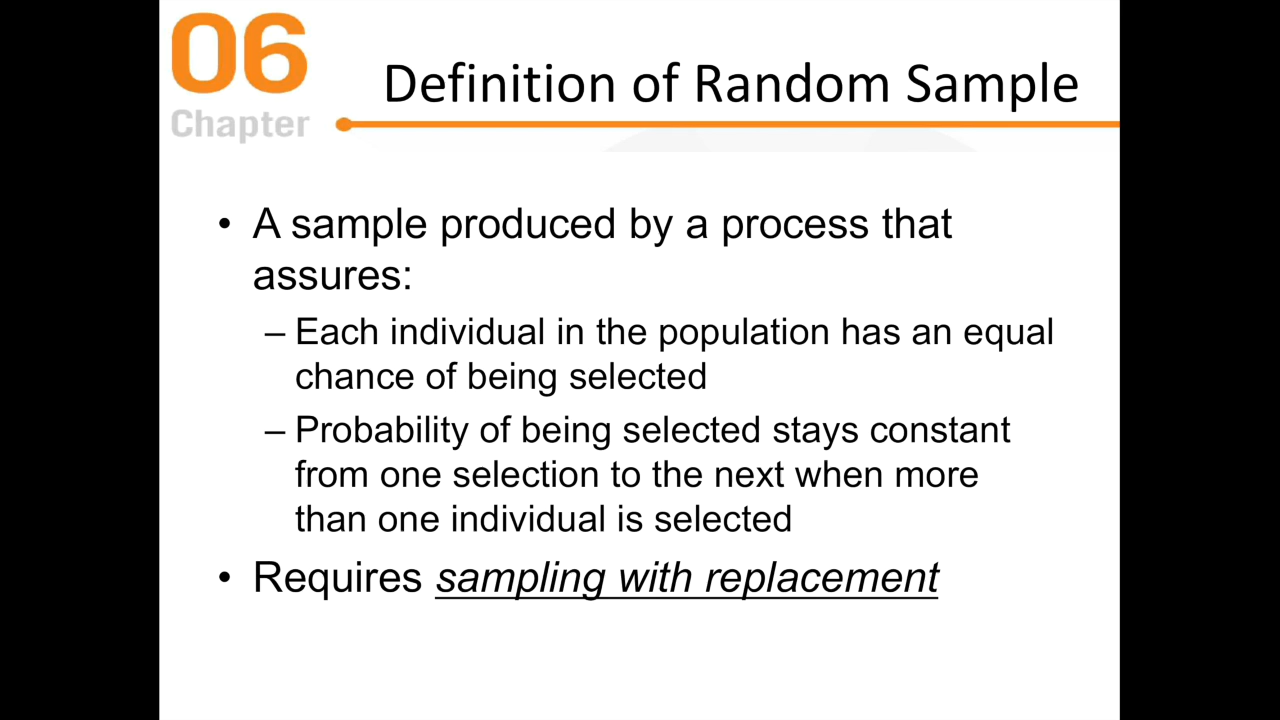 06
Chapter
Definition of Random Sample
• A sample produced by a process that
assures:
– Each individual in the population has an equal
chance of being selected
– Probability of being selected stays constant
from one selection to the next when more
than one individual is selected
• Requires sampling with replacement